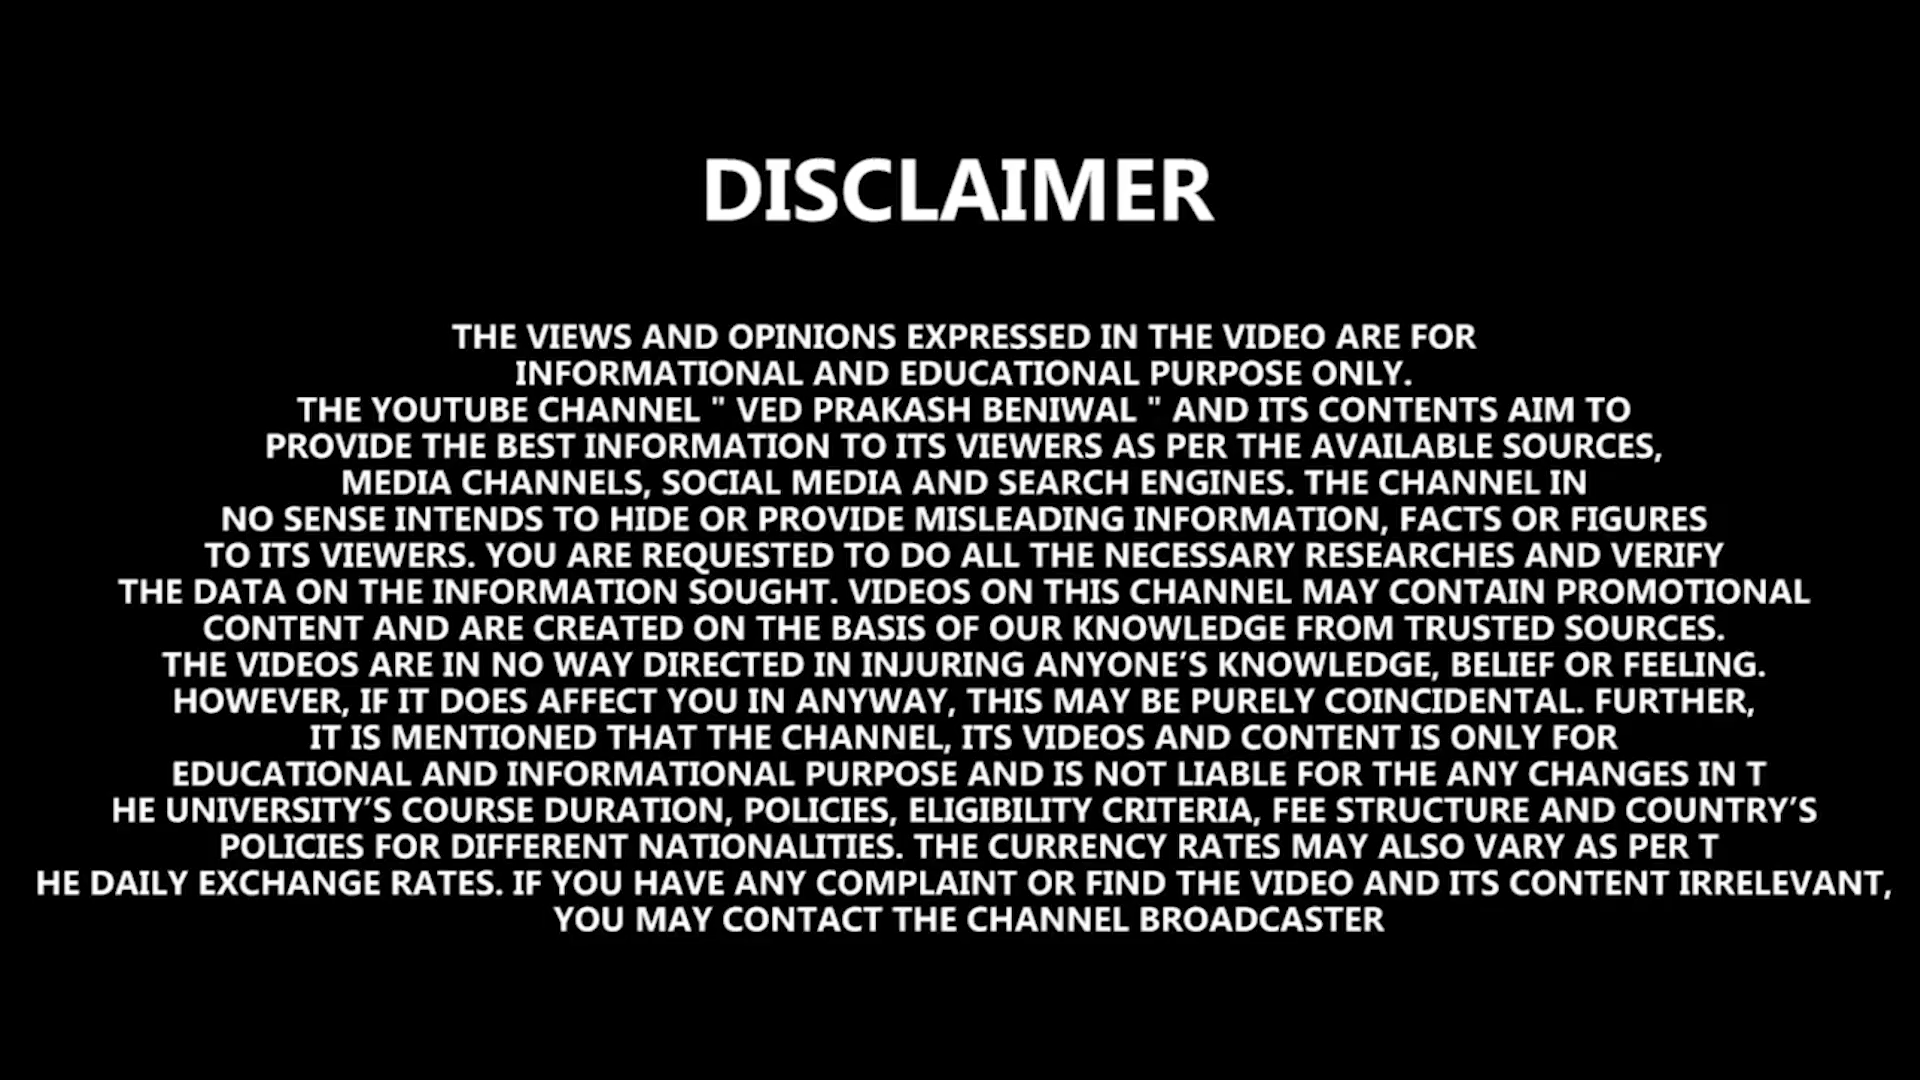 DISCLAIMER
THE VIEWS AND OPINIONS EXPRESSED IN THE VIDEO ARE FOR
INFORMATIONAL AND EDUCATIONAL PURPOSE ONLY.
THE YOUTUBE CHANNEL " VED PRAKASH BENIWAL " AND ITS CONTENTS AIM TO
PROVIDE THE BEST INFORMATION TO ITS VIEWERS AS PER THE AVAILABLE SOURCES,
MEDIA CHANNELS, SOCIAL MEDIA AND SEARCH ENGINES. THE CHANNEL IN
NO SENSE INTENDS TO HIDE OR PROVIDE MISLEADING INFORMATION, FACTS OR FIGURES
TO ITS VIEWERS. YOU ARE REQUESTED TO DO ALL THE NECESSARY RESEARCHES AND VERIFY
THE DATA ON THE INFORMATION SOUGHT. VIDEOS ON THIS CHANNEL MAY CONTAIN PROMOTIONAL
CONTENT AND ARE CREATED ON THE BASIS OF OUR KNOWLEDGE FROM TRUSTED SOURCES.
THE VIDEOS ARE IN NO WAY DIRECTED IN INJURING ANYONE’S KNOWLEDGE, BELIEF OR FEELING.
HOWEVER, IF IT DOES AFFECT YOU IN ANYWAY, THIS MAY BE PURELY COINCIDENTAL. FURTHER,
IT IS MENTIONED THAT THE CHANNEL, ITS VIDEOS AND CONTENT IS ONLY FOR
EDUCATIONAL AND INFORMATIONAL PURPOSE AND IS NOT LIABLE FOR THE ANY CHANGES IN T
HE UNIVERSITY’S COURSE DURATION, POLICIES, ELIGIBILITY CRITERIA, FEE STRUCTURE AND COUNTRY’S
POLICIES FOR DIFFERENT NATIONALITIES. THE CURRENCY RATES MAY ALSO VARY AS PER T
HE DAILY EXCHANGE RATES. IF YOU HAVE ANY COMPLAINT OR FIND THE VIDEO AND ITS CONTENT IRRELEVANT,
YOU MAY CONTACT THE CHANNEL BROADCASTER